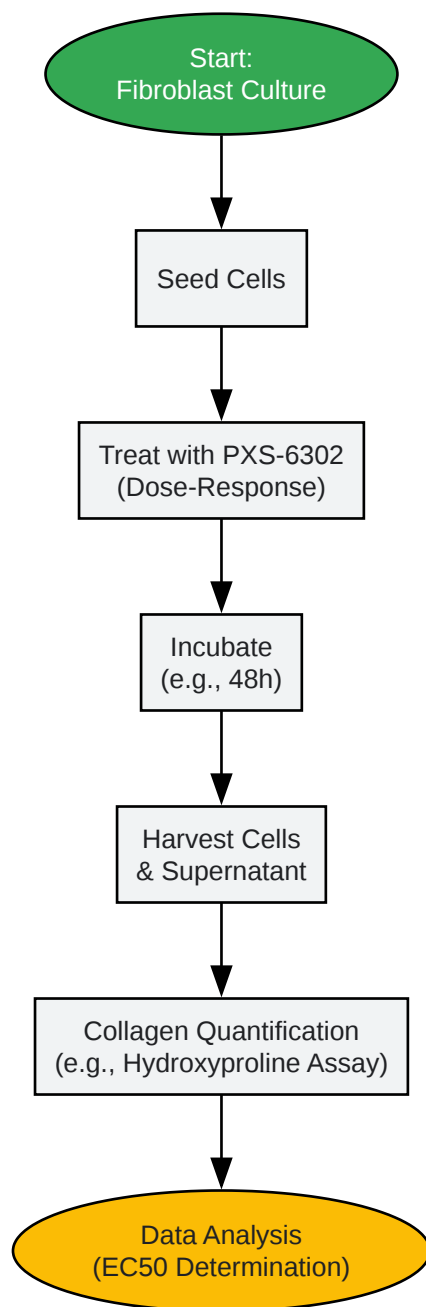 Start:
Fibroblast Culture
Seed Cells
Treat with PXS-6302
(Dose-Response)
Incubate
(e.g., 48h)
Harvest Cells
& Supernatant
Collagen Quantification
(e.g., Hydroxyproline Assay)
Data Analysis
(EC50 Determination)